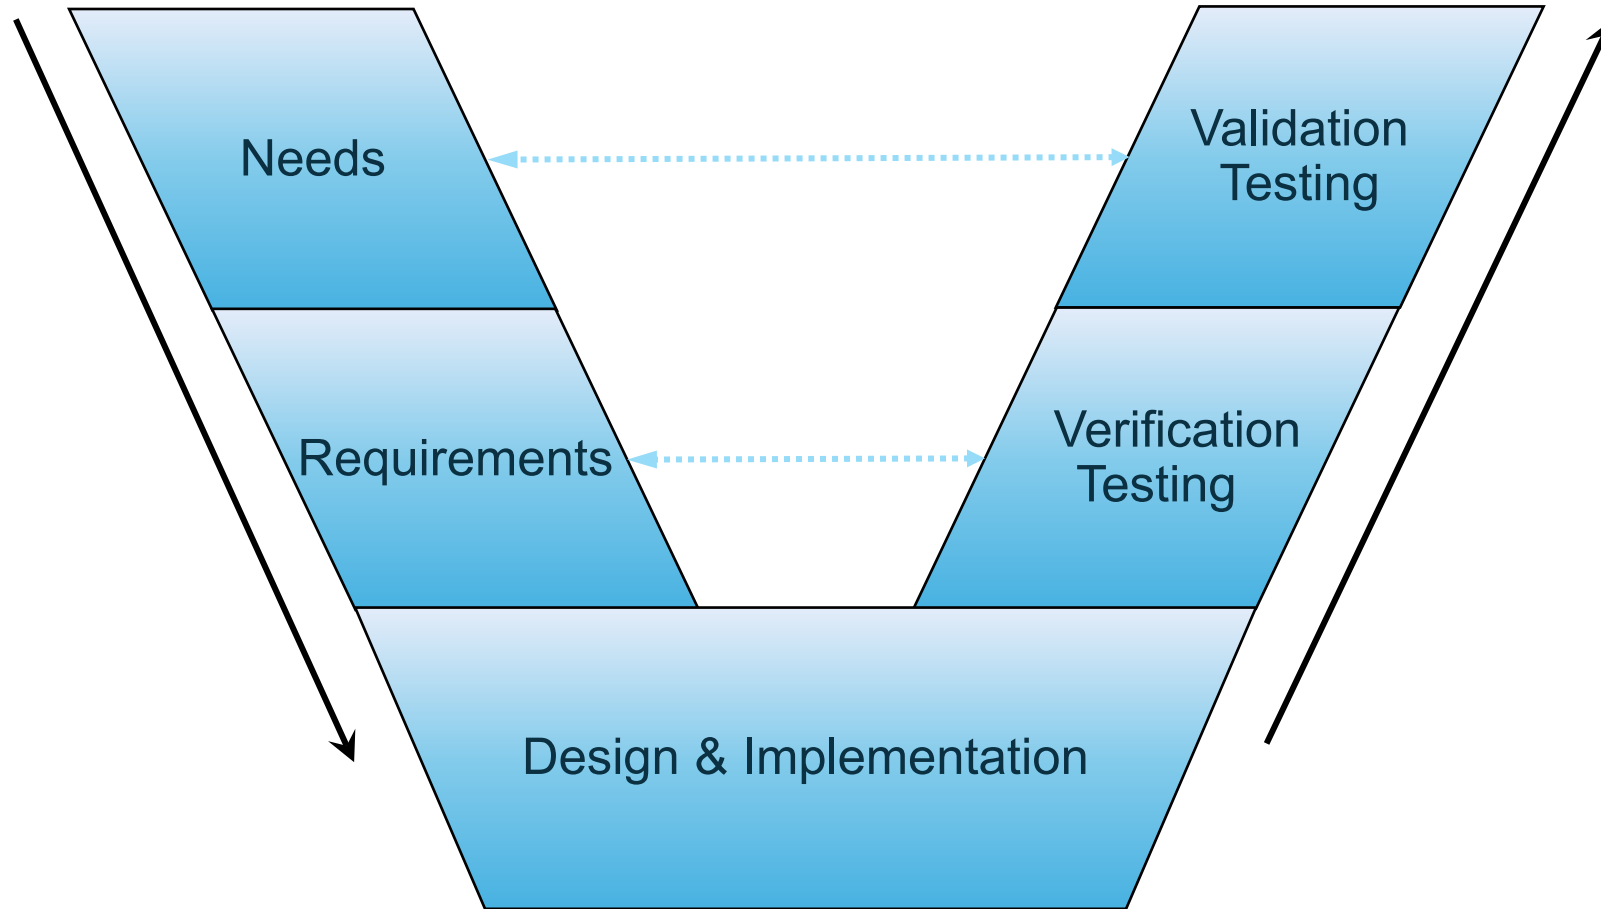 Needs
Validation
Testing
Requirements
Verification
Testing
Design & Implementation